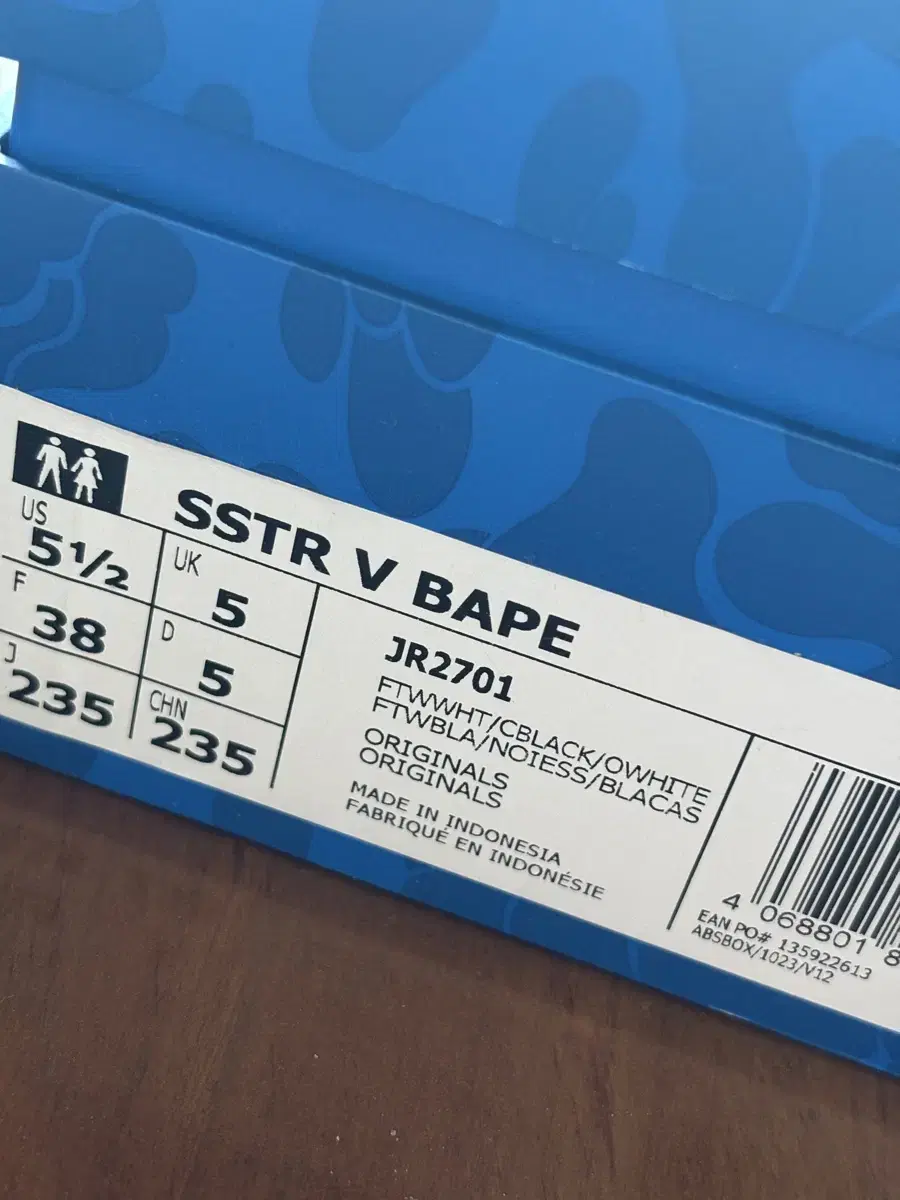 SSTR V BAPE
US
5½
UK
5
F
38
D
5
J
235
CHN
235
JR2701
FTWWHT/CBLACK/OWHITE
FTWBLA/NOIESS/BLACAS
ORIGINALS
ORIGINALS
MADE IN INDONESIA
FABRIQUÉ EN INDONÉSIE
4 068801 8
EAN PO# 135922613
ABSBOX/1023/V12